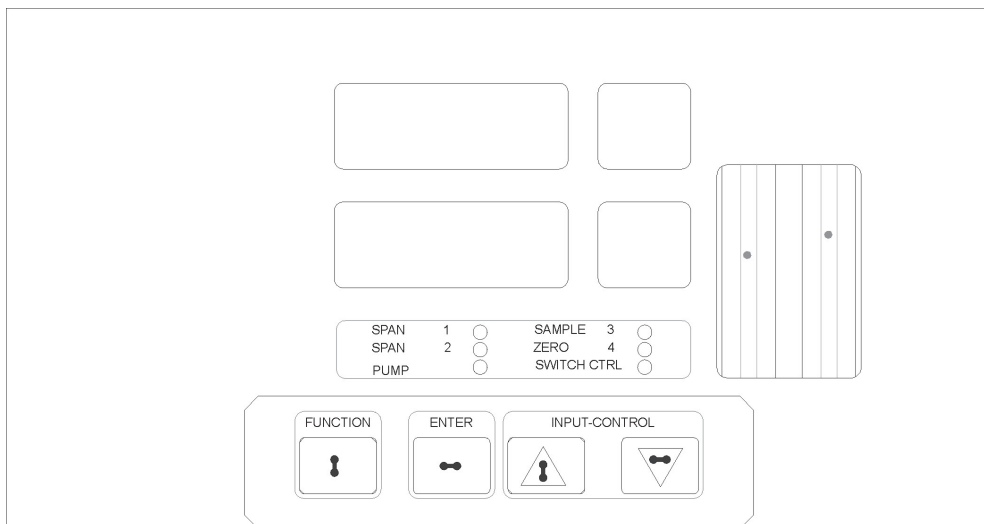 SPAN 1 SAMPLE 3
SPAN 2 ZERO 4
PUMP SWITCH CTRL
FUNCTION ENTER INPUT-CONTROL